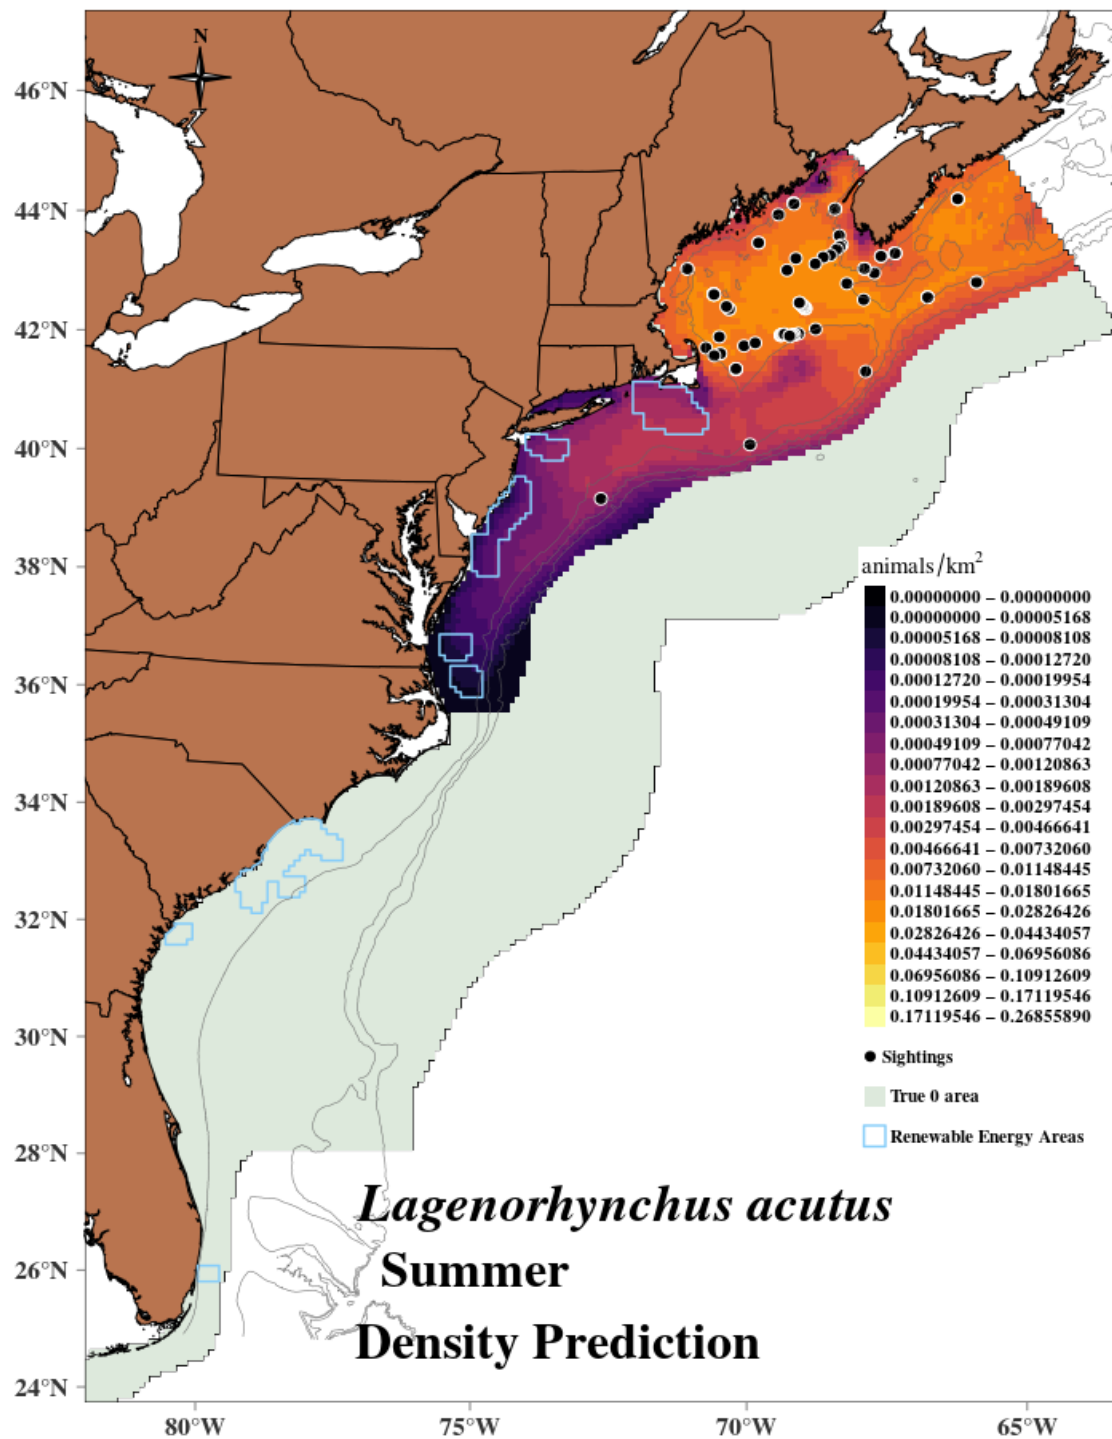 N
46°N
44°N
42°N
40°N
38°N
36°N
34°N
32°N
30°N
28°N
26°N
24°N
animals/km²
0.00000000 – 0.00000000
0.00000000 – 0.00005168
0.00005168 – 0.00008108
0.00008108 – 0.00012720
0.00012720 – 0.00019954
0.00019954 – 0.00031304
0.00031304 – 0.00049109
0.00049109 – 0.00077042
0.00077042 – 0.00120863
0.00120863 – 0.00189608
0.00189608 – 0.00297454
0.00297454 – 0.00466641
0.00466641 – 0.00732060
0.00732060 – 0.01148445
0.01148445 – 0.01801665
0.01801665 – 0.02826426
0.02826426 – 0.04434057
0.04434057 – 0.06956086
0.06956086 – 0.10912609
0.10912609 – 0.17119546
0.17119546 – 0.26855890
Sightings
True 0 area
Renewable Energy Areas
Lagenorhynchus acutus
Summer
Density Prediction
80°W 75°W 70°W 65°W